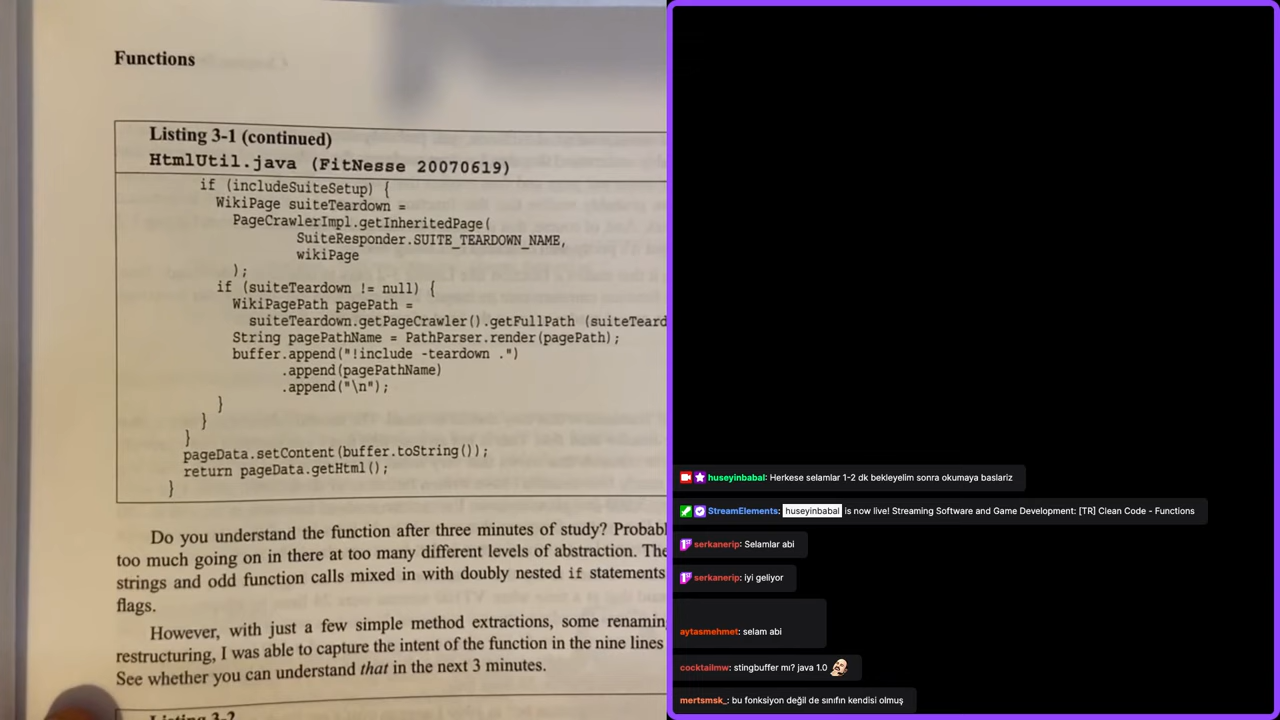 Functions
Listing 3-1 (continued)
HtmlUtil.java (FitNesse 20070619)
if (includeSuiteSetup) {
WikiPage suiteTeardown =
PageCrawlerImpl.getInheritedPage(
SuiteResponder.SUITE_TEARDOWN_NAME,
wikiPage
);
if (suiteTeardown != null) {
WikiPagePath pagePath =
suiteTeardown.getPageCrawler().getFullPath (suiteTeard
String pagePathName = PathParser.render(pagePath);
buffer.append("!include -teardown .")
.append(pagePathName)
.append("\n");
}
}
}
pageData.setContent(buffer.toString());
return pageData.getHtml();
}
Do you understand the function after three minutes of study? Probabl
too much going on in there at too many different levels of abstraction. The
strings and odd function calls mixed in with doubly nested if statements
flags.
However, with just a few simple method extractions, some renaming
restructuring, I was able to capture the intent of the function in the nine lines
See whether you can understand that in the next 3 minutes.
Listing 3-2
huseyinbabal: Herkese selamlar 1-2 dk bekleyelim sonra okumaya baslariz
StreamElements: huseyinbabal is now live! Streaming Software and Game Development: [TR] Clean Code - Functions
serkanerip: Selamlar abi
serkanerip: iyi geliyor
aytasmehmet: selam abi
cocktailmw: stingbuffer mı? java 1.0
mertsmsk_: bu fonksiyon değil de sınıfın kendisi olmuş